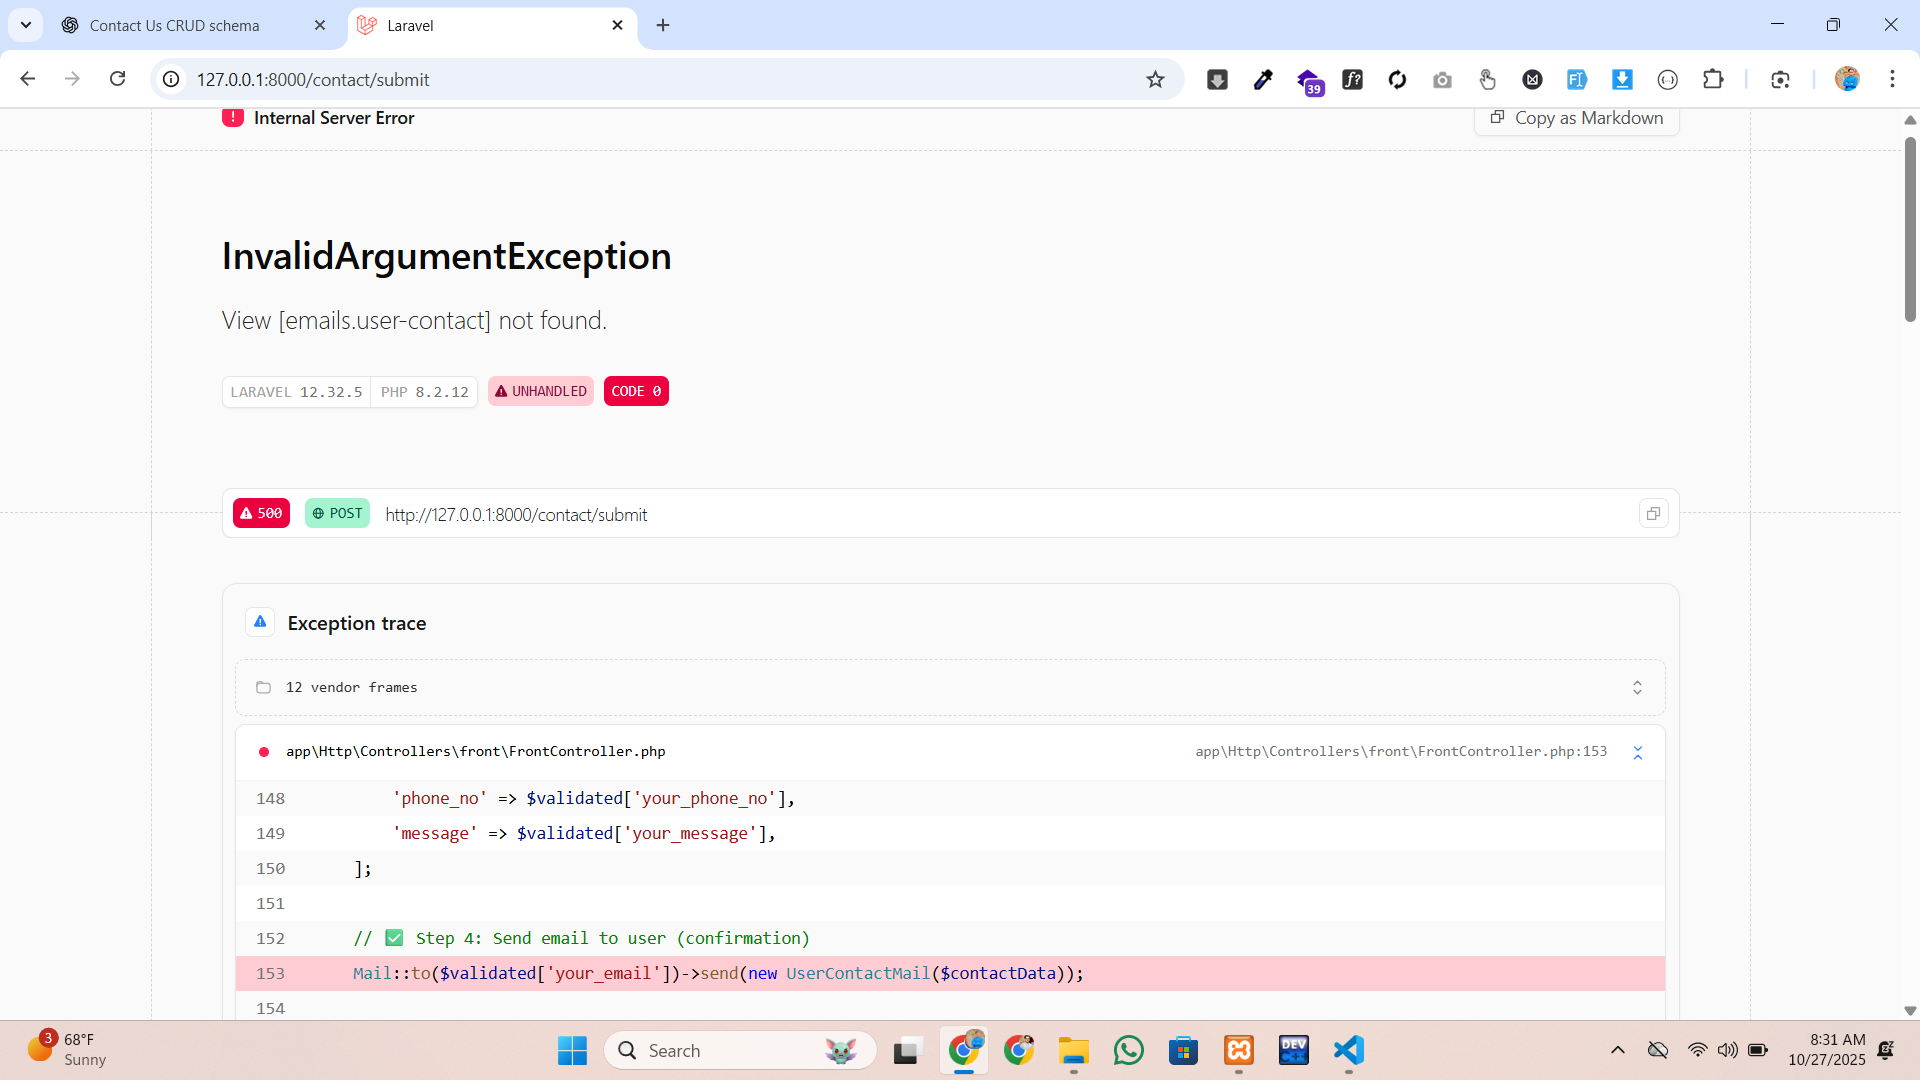 Contact Us CRUD schema
Laravel
127.0.0.1:8000/contact/submit
39
Internal Server Error
Copy as Markdown
InvalidArgumentException
View [emails.user-contact] not found.
LARAVEL 12.32.5 PHP 8.2.12 UNHANDLED CODE 0
500 POST http://127.0.0.1:8000/contact/submit
Exception trace
12 vendor frames
app\Http\Controllers\front\FrontController.php app\Http\Controllers\front\FrontController.php:153
148 'phone_no' => $validated['your_phone_no'],
149 'message' => $validated['your_message'],
150 ];
151
152 // ✅ Step 4: Send email to user (confirmation)
153 Mail::to($validated['your_email'])->send(new UserContactMail($contactData));
154
3
68°F
Sunny
Search
DEV
8:31 AM
10/27/2025